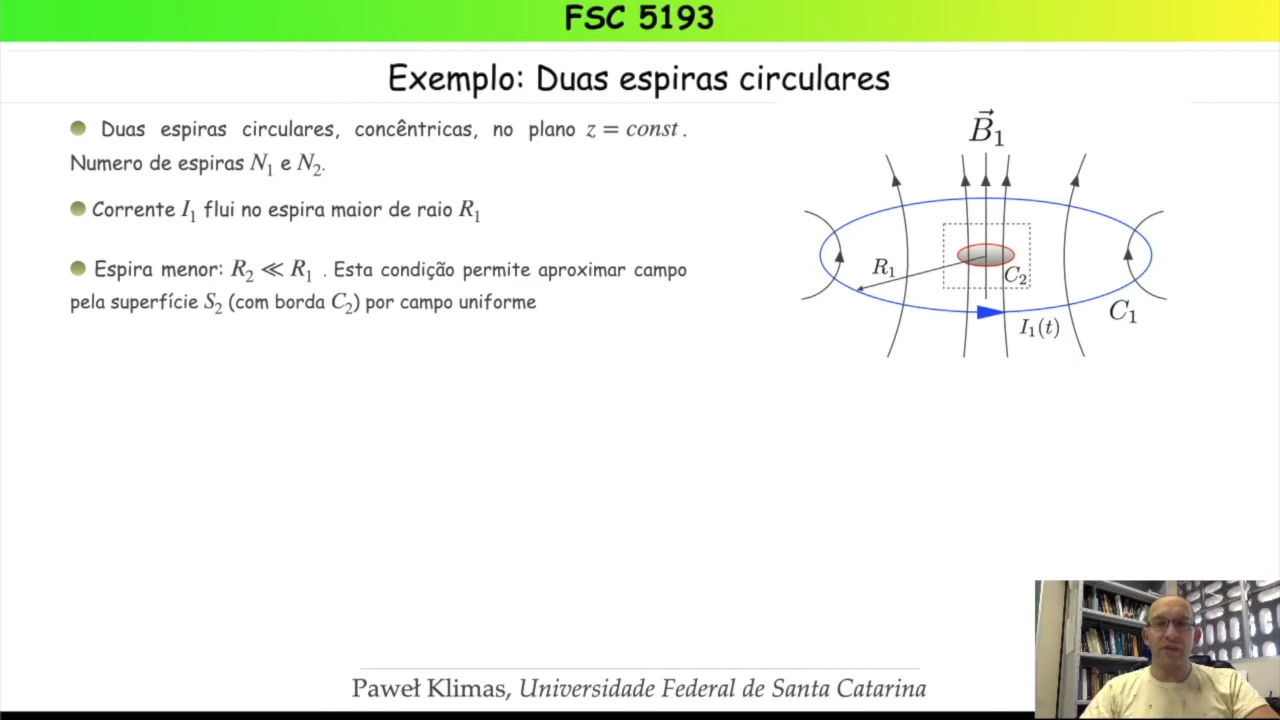 FSC 5193
Exemplo: Duas espiras circulares
Duas espiras circulares, concêntricas, no plano z = const .
Numero de espiras N₁ e N₂.
Corrente I₁ flui no espira maior de raio R₁
Espira menor: R₂ ≪ R₁ . Esta condição permite aproximar campo
pela superfície S₂ (com borda C₂) por campo uniforme
B⃗₁
R₁
C₂
C₁
I₁(t)
Paweł Klimas, Universidade Federal de Santa Catarina